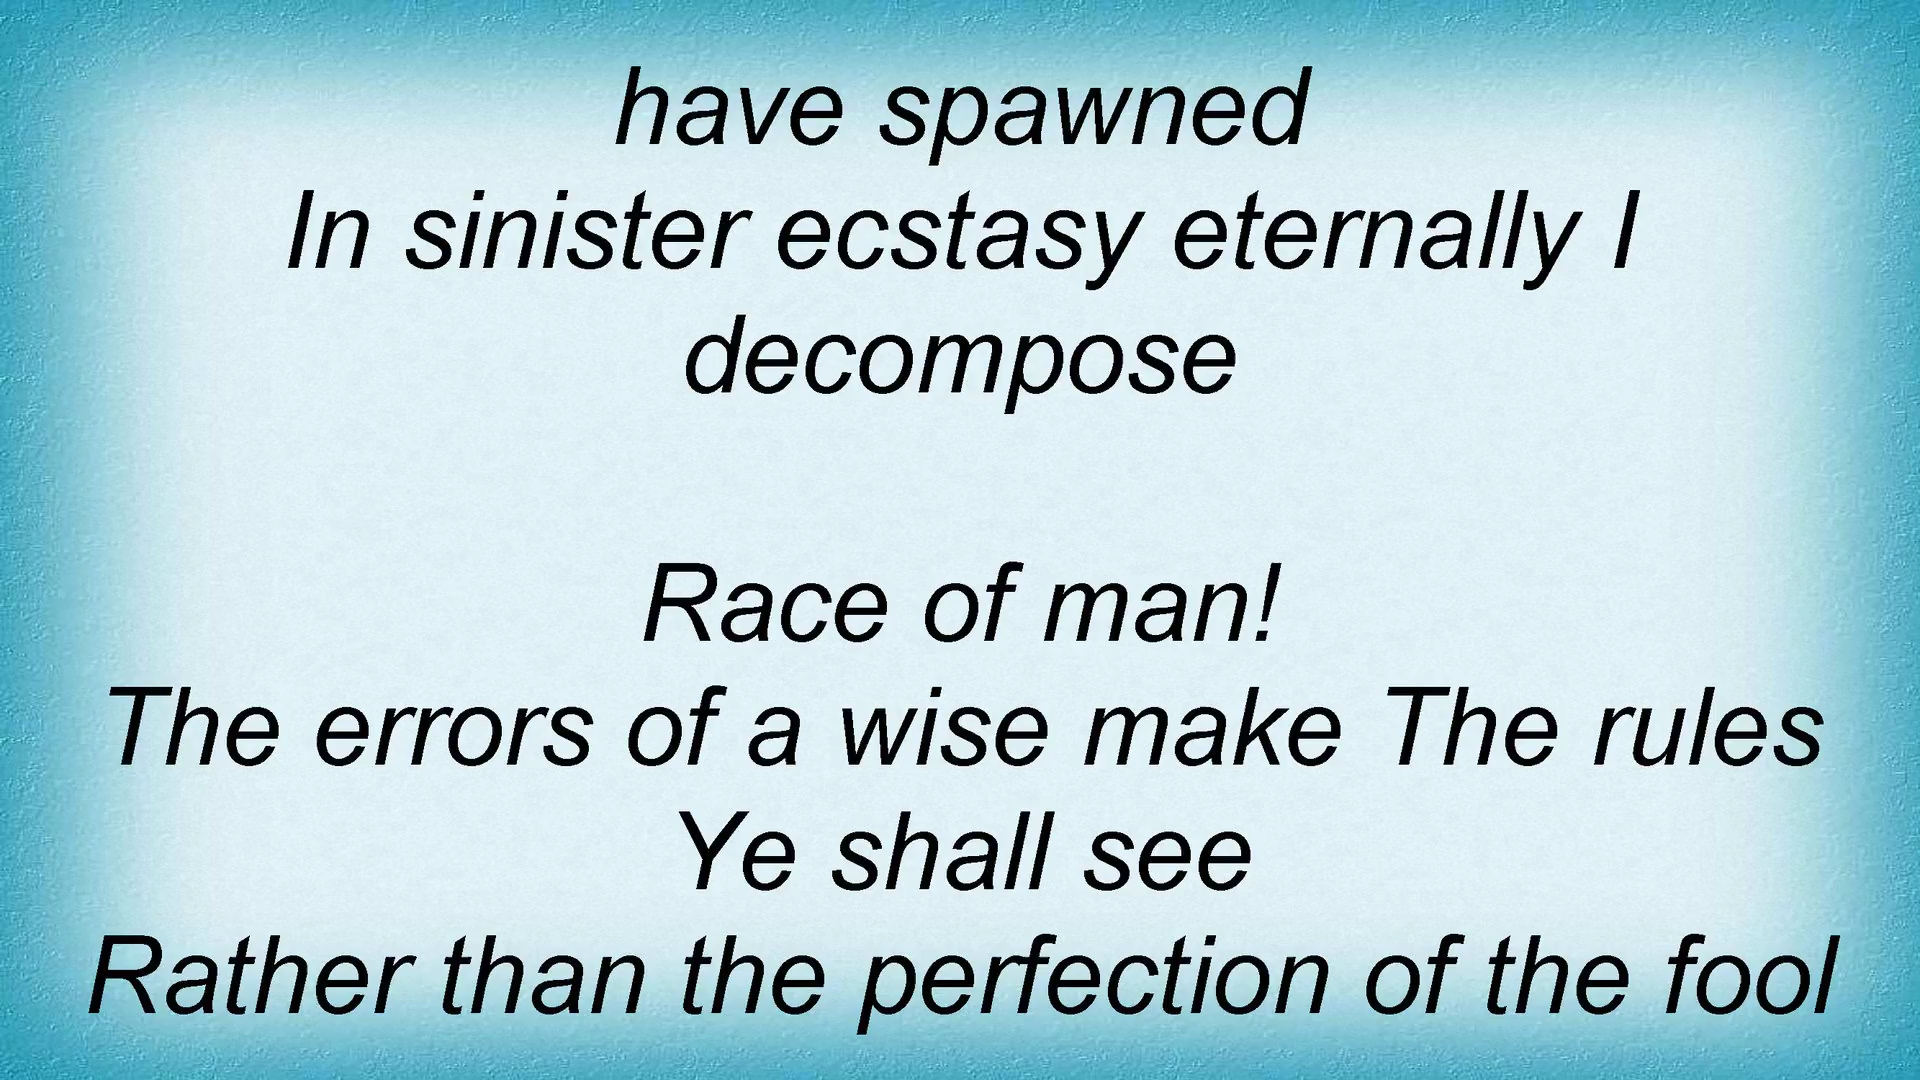 have spawned
In sinister ecstasy eternally I
decompose
Race of man!
The errors of a wise make The rules
Ye shall see
Rather than the perfection of the fool